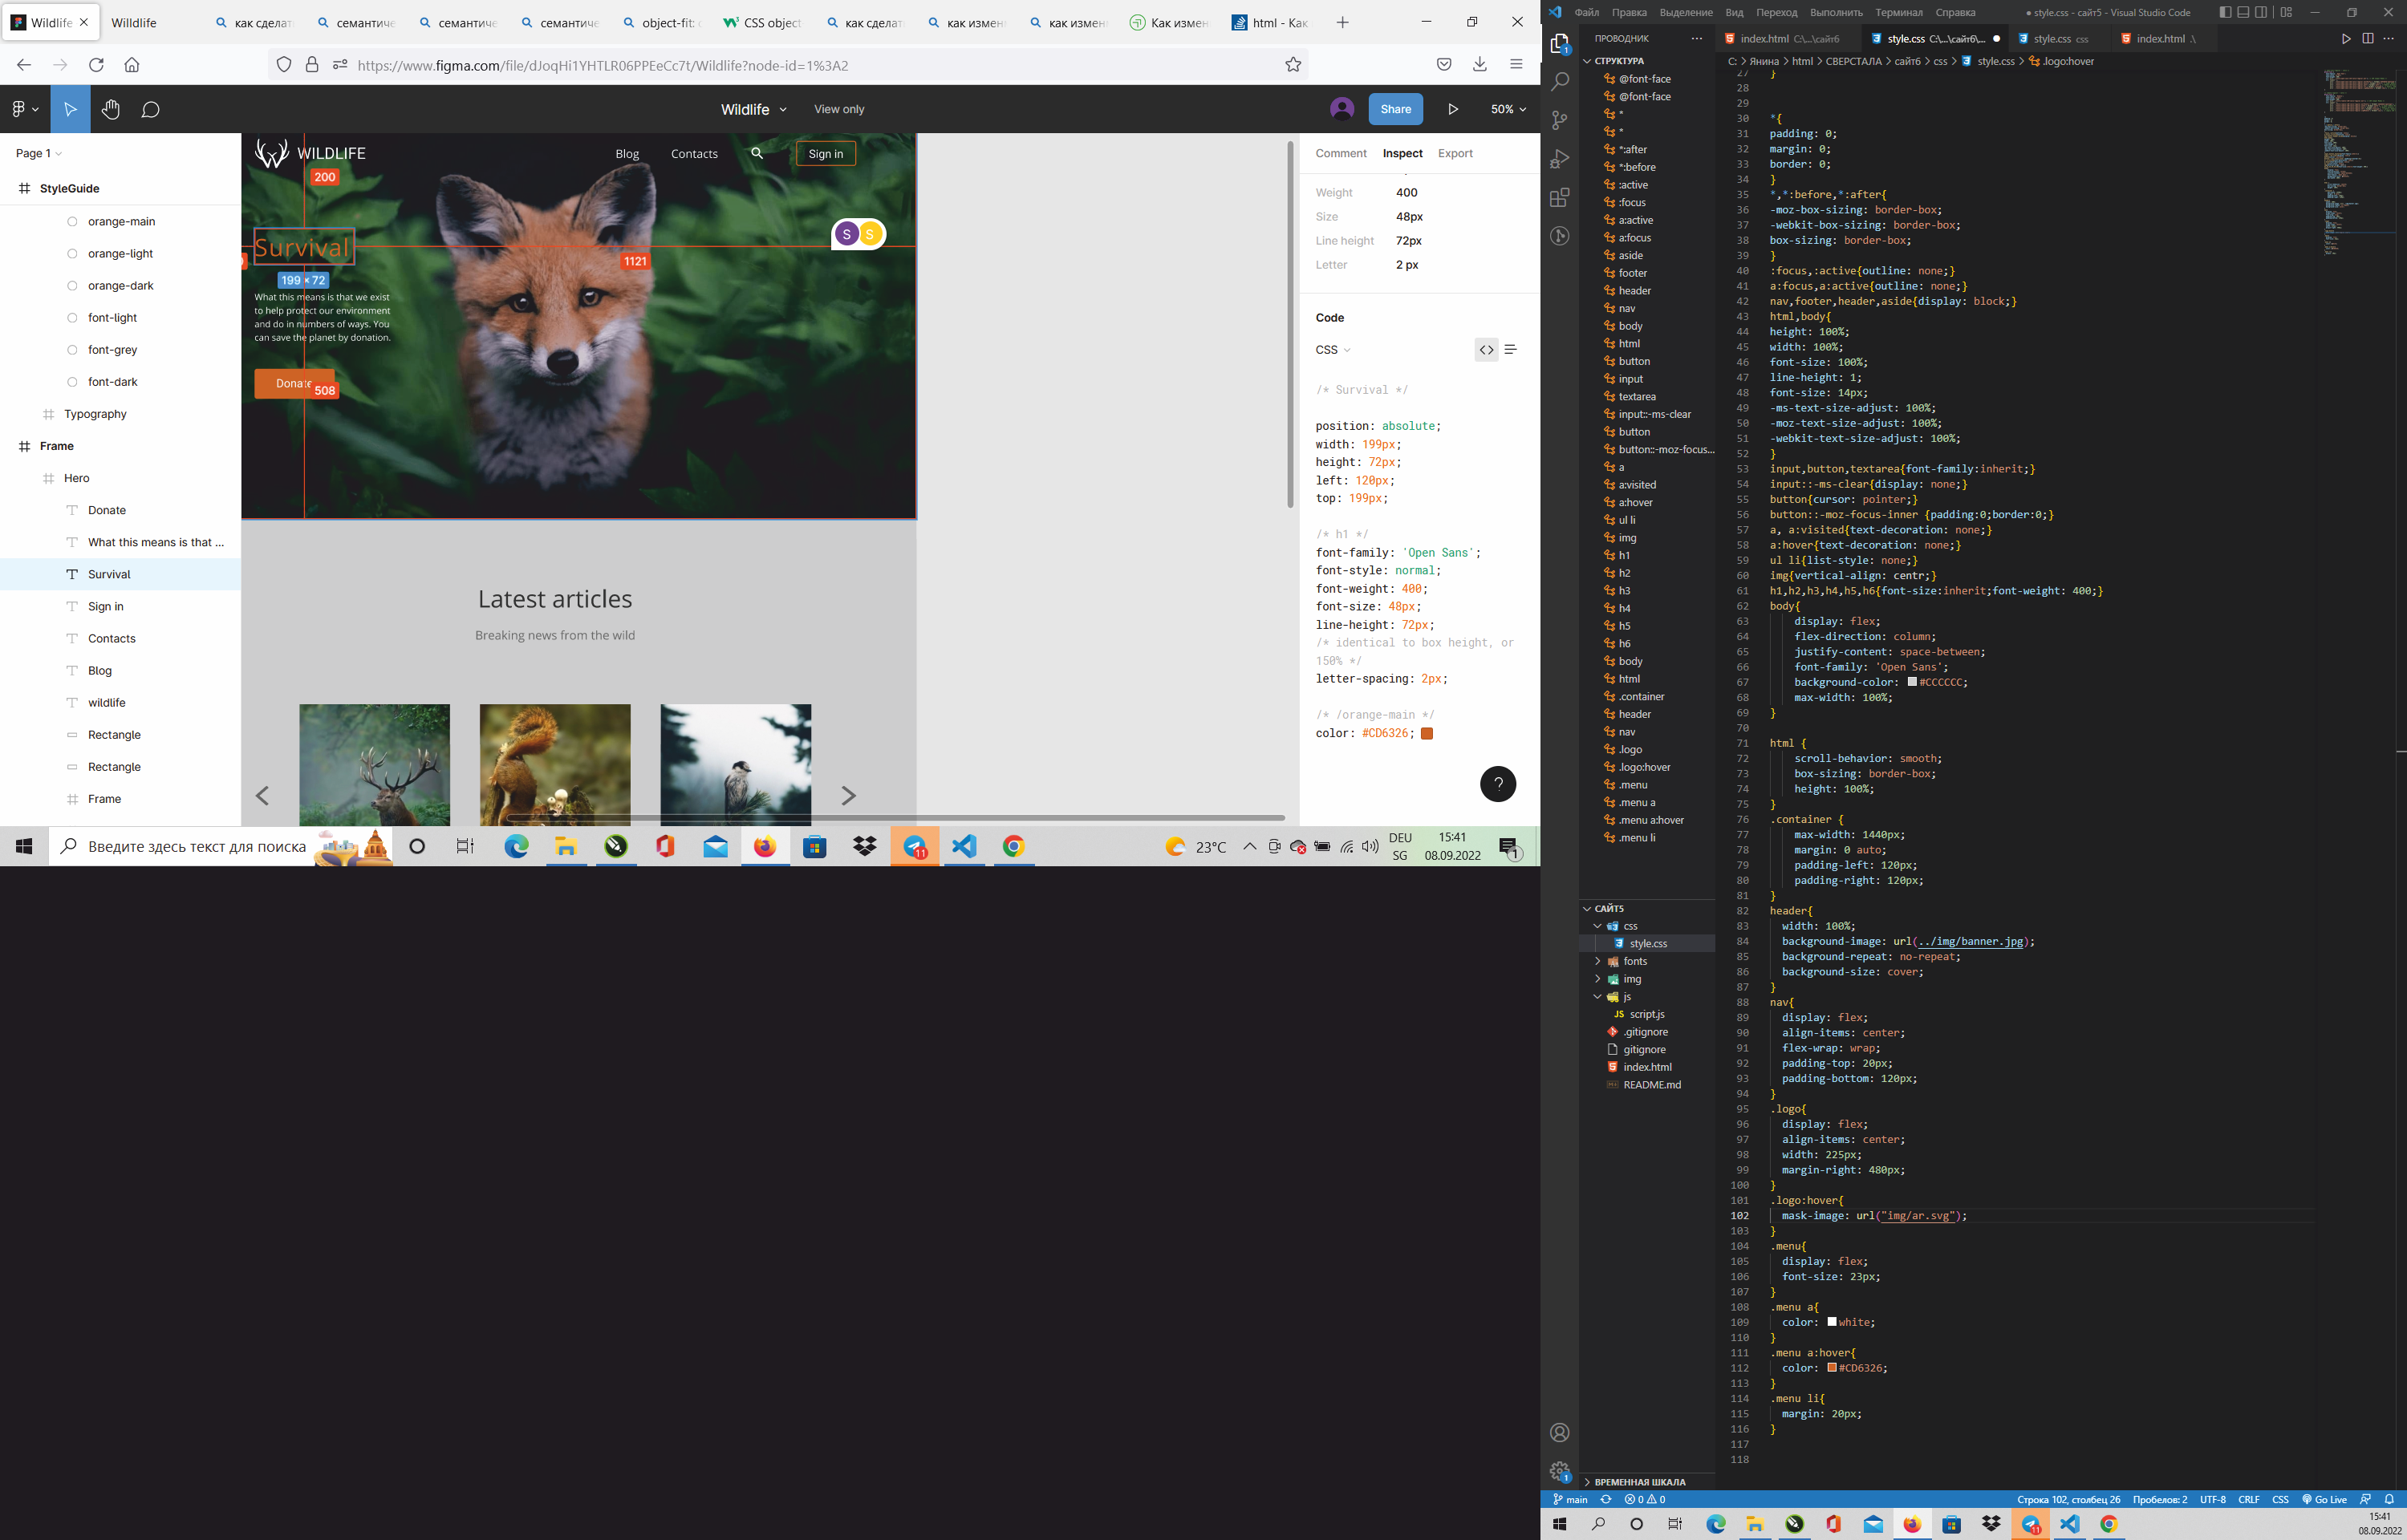 Wildlife
Wildlife
как сделат
семантиче
семантиче
семантиче
object-fit:
CSS object
как сделат
как измен
как измен
Как измен
html - Как
https://www.figma.com/file/dJoqHi1YHTLR06PPEeCc7t/Wildlife?node-id=1%3A2
Wildlife
View only
Share
50%
Page 1
StyleGuide
orange-main
orange-light
orange-dark
font-light
font-grey
font-dark
Typography
Frame
Hero
Donate
What this means is that ...
Survival
Sign in
Contacts
Blog
wildlife
Rectangle
Rectangle
Frame
WILDLIFE
Blog
Contacts
Sign in
200
S
S
Survival
1121
199 × 72
What this means is that we exist
to help protect our environment
and do in numbers of ways. You
can save the planet by donation.
508
Latest articles
Breaking news from the wild
Comment
Inspect
Export
Weight 400
Size 48px
Line height 72px
Letter 2 px
Code
CSS
/* Survival */
position: absolute;
width: 199px;
height: 72px;
left: 120px;
top: 199px;
/* h1 */
font-family: 'Open Sans';
font-style: normal;
font-weight: 400;
font-size: 48px;
line-height: 72px;
/* identical to box height, or
150% */
letter-spacing: 2px;
/* /orange-main */
color: #CD6326;
?
Введите здесь текст для поиска
11
23°C
DEU
SG
15:41
08.09.2022
1
Файл Правка Выделение Вид Переход Выполнить Терминал Справка
● style.css - сайт5 - Visual Studio Code
ПРОВОДНИК
index.html C:\...\сайт6
style.css C:\...\сайт6\...
style.css css
index.html .\
C: > Янина > html > СВЕРСТАЛА > сайт6 > css > style.css > .logo:hover
СТРУКТУРА
@font-face
@font-face
*
*
*:after
*:before
:active
:focus
a:active
a:focus
aside
footer
header
nav
body
html
button
input
textarea
input::-ms-clear
button
button::-moz-focus...
a
a:visited
a:hover
ul li
img
h1
h2
h3
h4
h5
h6
body
html
.container
header
nav
.logo
.logo:hover
.menu
.menu a
.menu a:hover
.menu li
САЙТ5
css
style.css
fonts
img
js
script.js
.gitignore
gitignore
index.html
README.md
ВРЕМЕННАЯ ШКАЛА
27 }
28
29
30 *{
31 padding: 0;
32 margin: 0;
33 border: 0;
34 }
35 *,*:before,*:after{
36 -moz-box-sizing: border-box;
37 -webkit-box-sizing: border-box;
38 box-sizing: border-box;
39 }
40 :focus,:active{outline: none;}
41 a:focus,a:active{outline: none;}
42 nav,footer,header,aside{display: block;}
43 html,body{
44 height: 100%;
45 width: 100%;
46 font-size: 100%;
47 line-height: 1;
48 font-size: 14px;
49 -ms-text-size-adjust: 100%;
50 -moz-text-size-adjust: 100%;
51 -webkit-text-size-adjust: 100%;
52 }
53 input,button,textarea{font-family:inherit;}
54 input::-ms-clear{display: none;}
55 button{cursor: pointer;}
56 button::-moz-focus-inner {padding:0;border:0;}
57 a, a:visited{text-decoration: none;}
58 a:hover{text-decoration: none;}
59 ul li{list-style: none;}
60 img{vertical-align: centr;}
61 h1,h2,h3,h4,h5,h6{font-size:inherit;font-weight: 400;}
62 body{
63 display: flex;
64 flex-direction: column;
65 justify-content: space-between;
66 font-family: 'Open Sans';
67 background-color: #CCCCCC;
68 max-width: 100%;
69 }
70
71 html {
72 scroll-behavior: smooth;
73 box-sizing: border-box;
74 height: 100%;
75 }
76 .container {
77 max-width: 1440px;
78 margin: 0 auto;
79 padding-left: 120px;
80 padding-right: 120px;
81 }
82 header{
83 width: 100%;
84 background-image: url(../img/banner.jpg);
85 background-repeat: no-repeat;
86 background-size: cover;
87 }
88 nav{
89 display: flex;
90 align-items: center;
91 flex-wrap: wrap;
92 padding-top: 20px;
93 padding-bottom: 120px;
94 }
95 .logo{
96 display: flex;
97 align-items: center;
98 width: 225px;
99 margin-right: 480px;
100 }
101 .logo:hover{
102 mask-image: url("img/ar.svg");
103 }
104 .menu{
105 display: flex;
106 font-size: 23px;
107 }
108 .menu a{
109 color: white;
110 }
111 .menu a:hover{
112 color: #CD6326;
113 }
114 .menu li{
115 margin: 20px;
116 }
117
118
main
0
0
Строка 102, столбец 26
Пробелов: 2
UTF-8
CRLF
CSS
Go Live
15:41
08.09.2022